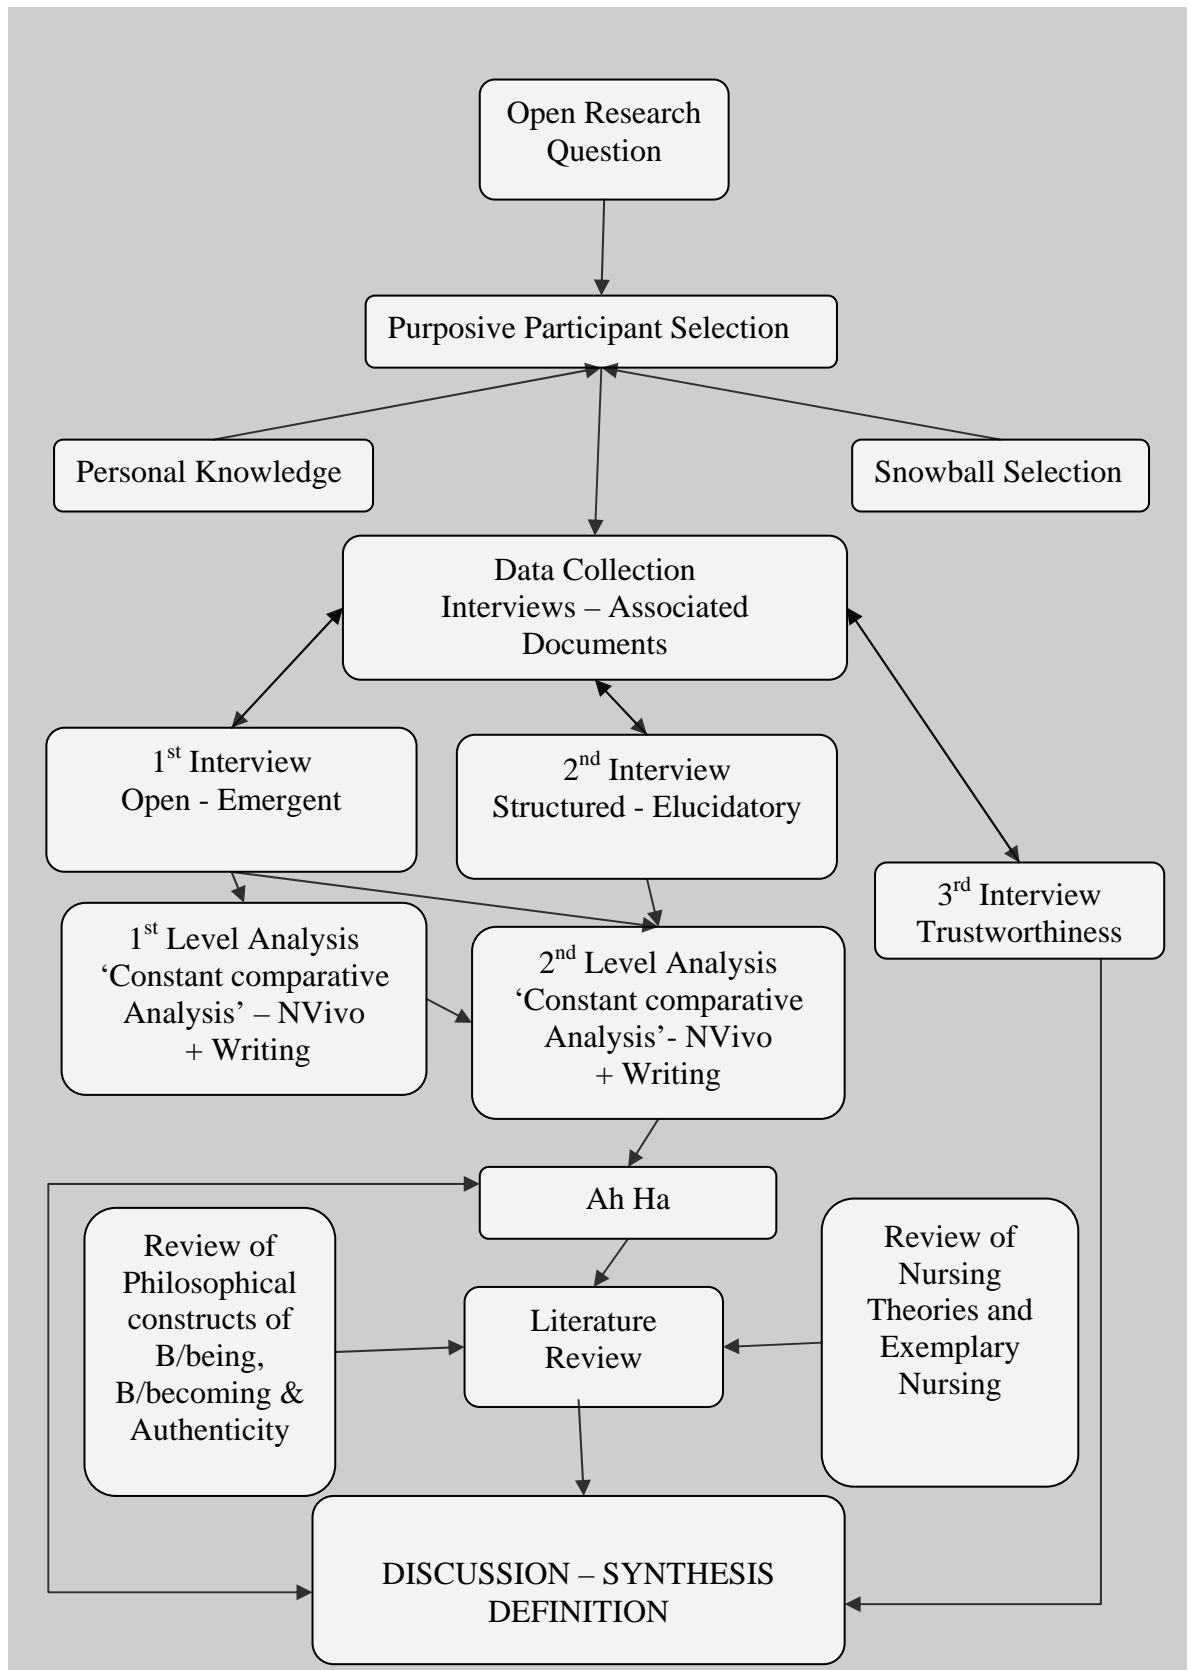 Open Research
Question
Purposive Participant Selection
Personal Knowledge
Snowball Selection
Data Collection
Interviews – Associated
Documents
1st Interview
Open - Emergent
2nd Interview
Structured - Elucidatory
3rd Interview
Trustworthiness
1st Level Analysis
‘Constant comparative
Analysis’ – NVivo
+ Writing
2nd Level Analysis
‘Constant comparative
Analysis’- NVivo
+ Writing
Ah Ha
Review of
Philosophical
constructs of
B/being,
B/becoming &
Authenticity
Literature
Review
Review of
Nursing
Theories and
Exemplary
Nursing
DISCUSSION – SYNTHESIS
DEFINITION